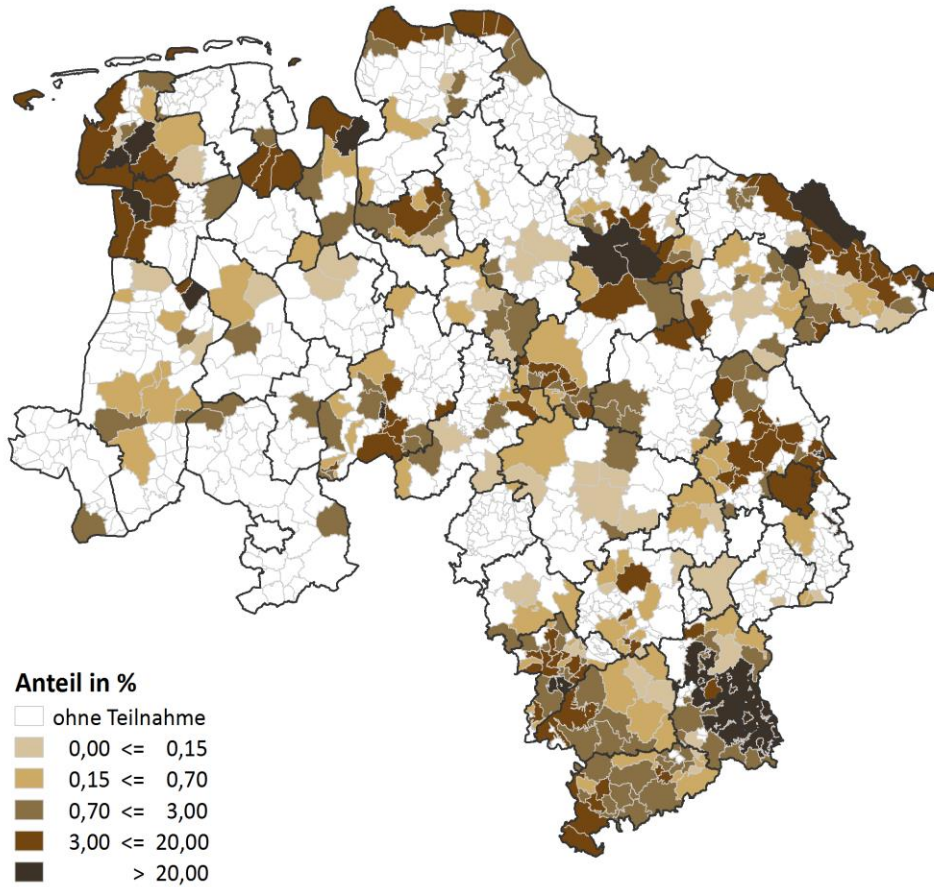 Anteil in %
ohne Teilnahme
0,00 <= 0,15
0,15 <= 0,70
0,70 <= 3,00
3,00 <= 20,00
> 20,00